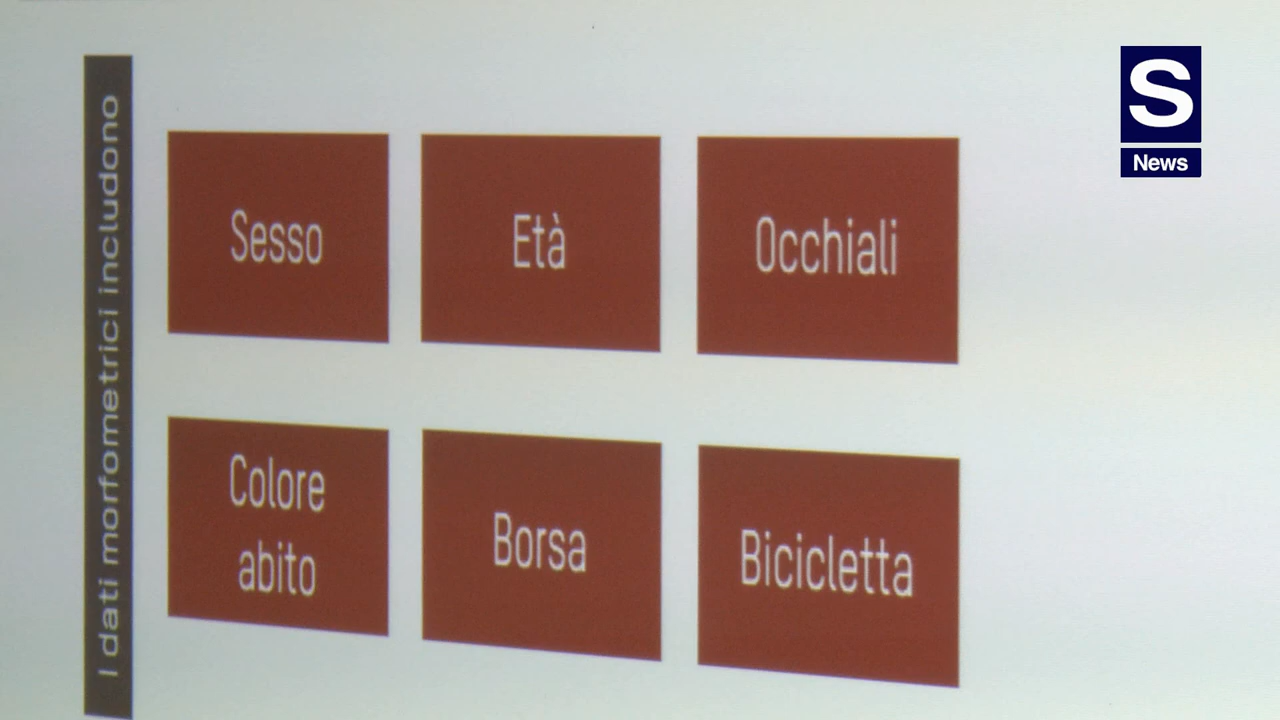 I dati morfometrici includono
Sesso
Età
Occhiali
Colore
abito
Borsa
Bicicletta
S
News